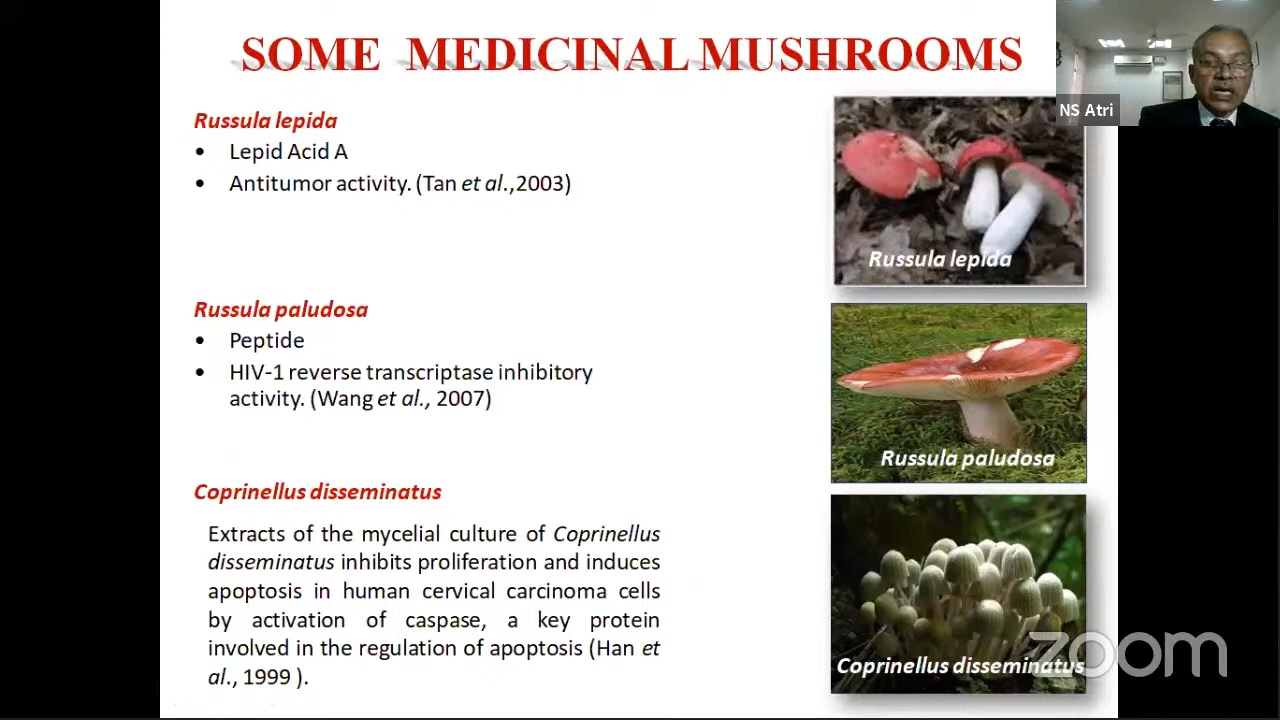 SOME MEDICINAL MUSHROOMS
NS Atri
Russula lepida
• Lepid Acid A
• Antitumor activity. (Tan et al.,2003)
Russula lepida
Russula paludosa
• Peptide
• HIV-1 reverse transcriptase inhibitory
activity. (Wang et al., 2007)
Russula paludosa
Coprinellus disseminatus
Extracts of the mycelial culture of Coprinellus
disseminatus inhibits proliferation and induces
apoptosis in human cervical carcinoma cells
by activation of caspase, a key protein
involved in the regulation of apoptosis (Han et
al., 1999 ).
Coprinellus disseminatus
zoom